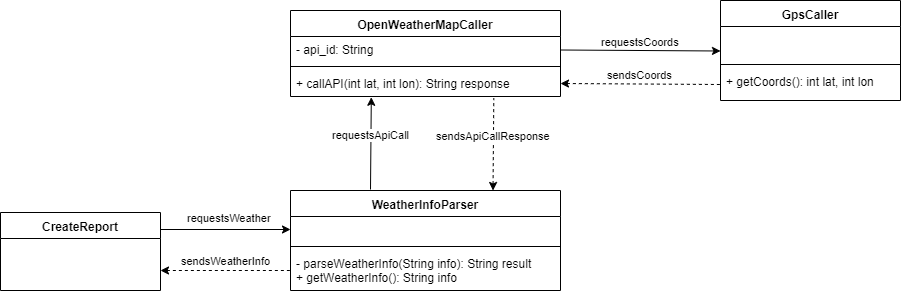 OpenWeatherMapCaller
- api_id: String
+ callAPI(int lat, int lon): String response
requestsCoords
sendsCoords
GpsCaller
+ getCoords(): int lat, int lon
requestsApiCall
sendsApiCallResponse
CreateReport
requestsWeather
sendsWeatherInfo
WeatherInfoParser
- parseWeatherInfo(String info): String result
+ getWeatherInfo(): String info